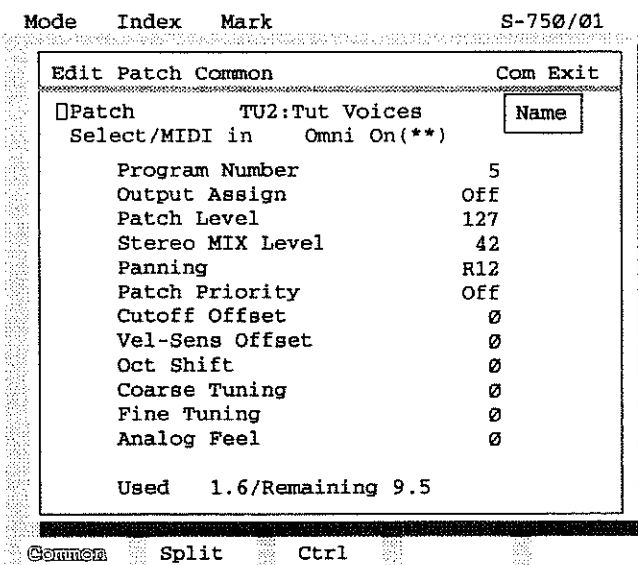 Mode Index Mark S-750/01
Edit Patch Common Com Exit
Patch TU2:Tut Voices Name
Select/MIDI in Omni On(**)
Program Number 5
Output Assign Off
Patch Level 127
Stereo MIX Level 42
Panning R12
Patch Priority Off
Cutoff Offset 0
Vel-Sens Offset 0
Oct Shift 0
Coarse Tuning 0
Fine Tuning 0
Analog Feel 0
Used 1.6/Remaining 9.5
Common Split Ctrl